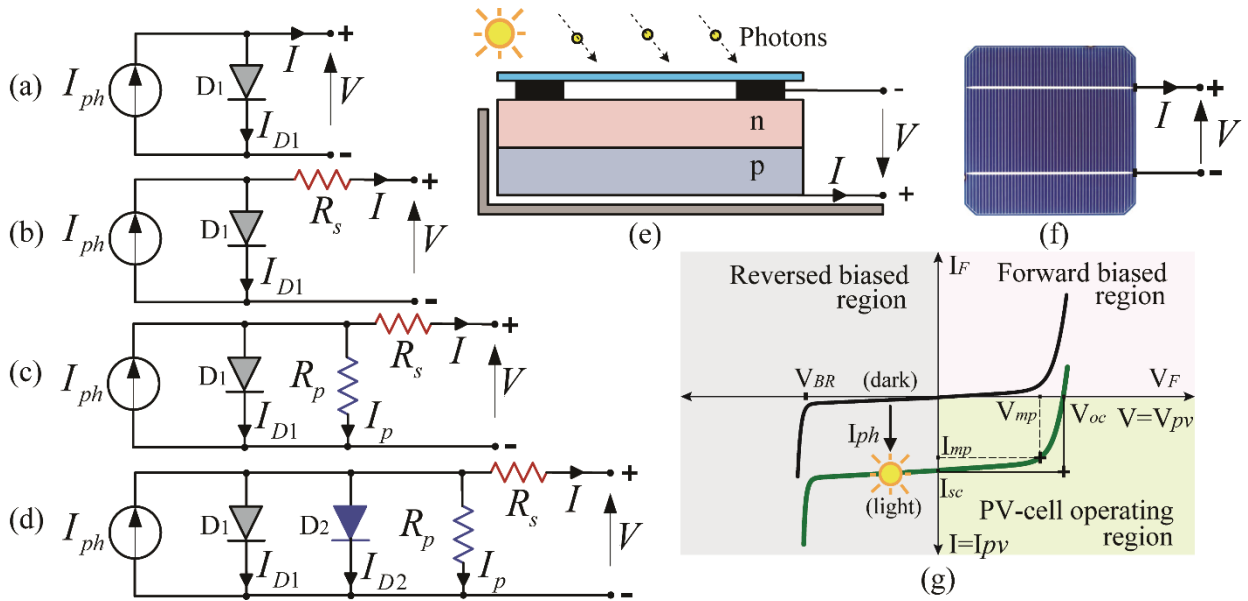 (a)
I_ph
D1
I_D1
I
+
V
-
(b)
I_ph
D1
I_D1
R_s
I
+
V
-
(c)
I_ph
D1
I_D1
R_p
I_p
R_s
I
+
V
-
(d)
I_ph
D1
I_D1
D2
I_D2
R_p
I_p
R_s
I
+
V
-
Photons
-
n
p
V
I
+
(e)
+
I
V
-
(f)
Reversed biased
region
I_F
Forward biased
region
V_BR
(dark)
V_F
V_mp
V_oc
V=V_pv
I_ph
I_mp
I_sc
(light)
PV-cell operating
region
I=I_pv
(g)